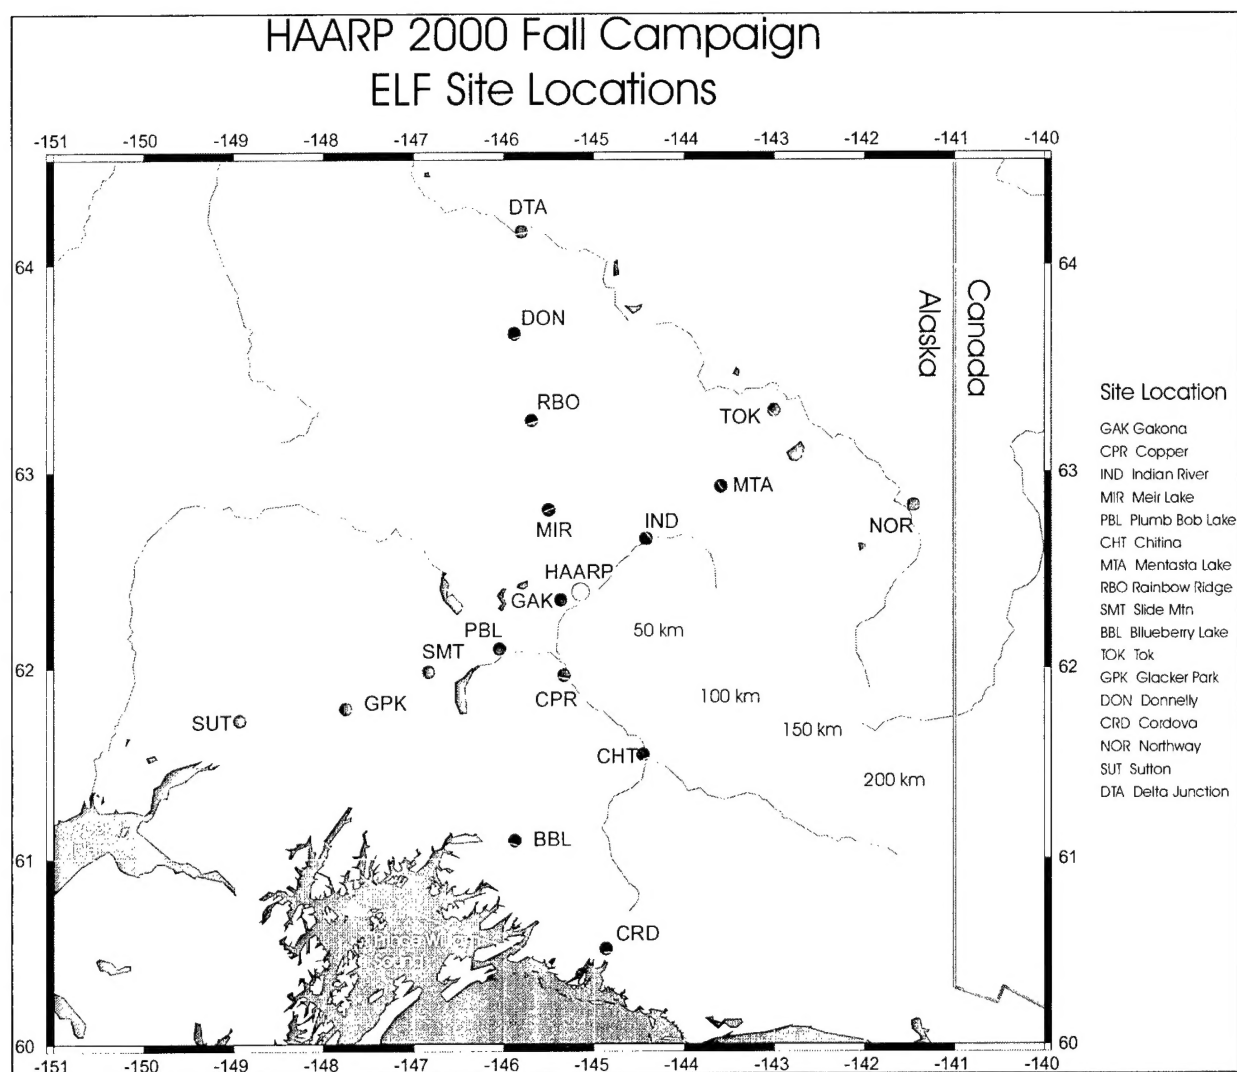 HAARP 2000 Fall Campaign
ELF Site Locations
-151 -150 -149 -148 -147 -146 -145 -144 -143 -142 -141 -140
DTA
64 64
Canada
Alaska
DON
Site Location
RBO
TOK
GAK Gakona
CPR Copper
63 63
IND Indian River
MTA
MIR Meir Lake
IND
PBL Plumb Bob Lake
MIR
NOR
CHT Chitina
MTA Mentasta Lake
HAARP
RBO Rainbow Ridge
GAK
SMT Slide Mtn
PBL
50 km
BBL Bllueberry Lake
SMT
TOK Tok
62 62
GPK Glacker Park
CPR
100 km
DON Donnelly
GPK
SUT
150 km
CRD Cordova
NOR Northway
CHT
SUT Sutton
200 km
DTA Delta Junction
BBL
61 61
CRD
Prince William
Sound
60 60
-151 -150 -149 -148 -147 -146 -145 -144 -143 -142 -141 -140